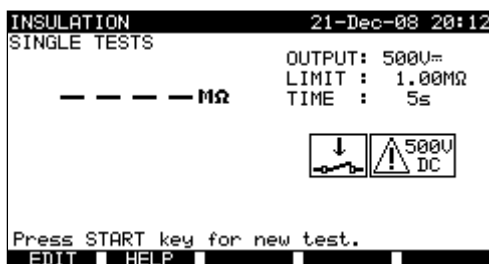 INSULATION 21-Dec-08 20:12
SINGLE TESTS
OUTPUT: 500V⎓
LIMIT : 1.00MΩ
TIME : 5s
– – – – MΩ
500V
DC
Press START key for new test.
EDIT HELP